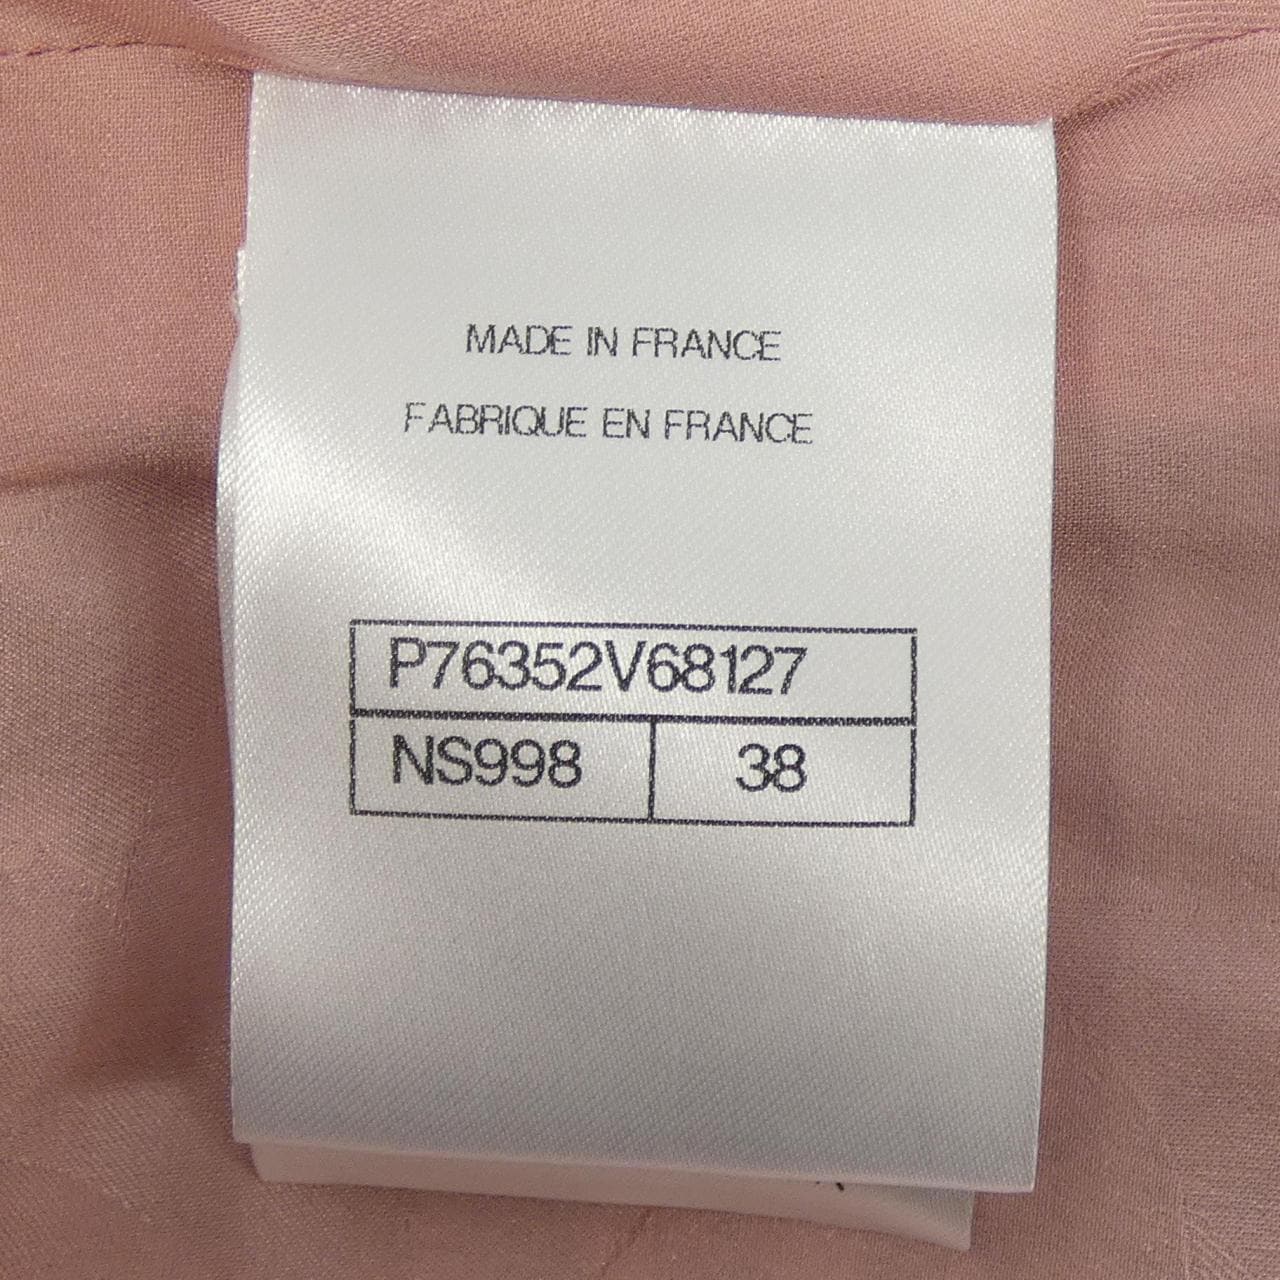 MADE IN FRANCE
FABRIQUE EN FRANCE
P76352V68127
NS998 38